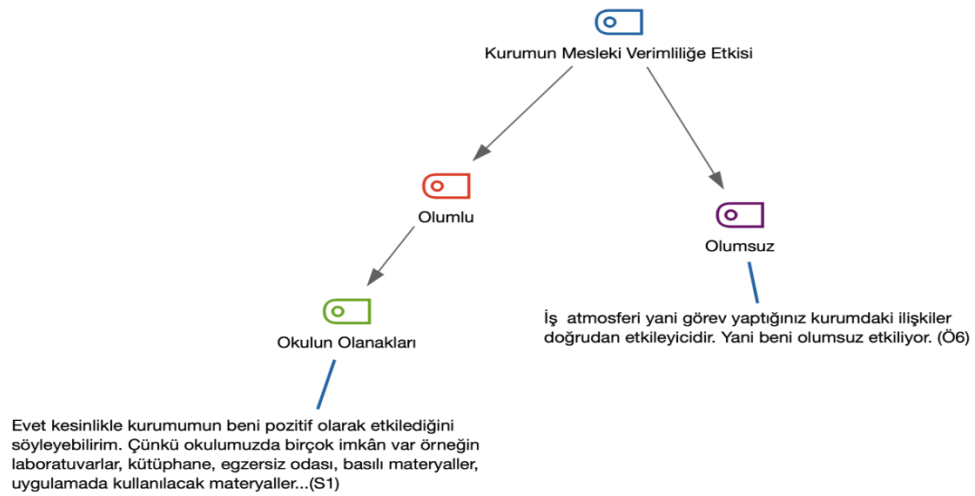 Kurumun Mesleki Verimliliğe Etkisi
Olumlu
Olumsuz
Okulun Olanakları
İş atmosferi yani görev yaptığınız kurumdaki ilişkiler
doğrudan etkileyicidir. Yani beni olumsuz etkiliyor. (Ö6)
Evet kesinlikle kurumumun beni pozitif olarak etkilediğini
söyleyebilirim. Çünkü okulumuzda birçok imkân var örneğin
laboratuvarlar, kütüphane, egzersiz odası, basılı materyaller,
uygulamada kullanılacak materyaller...(S1)